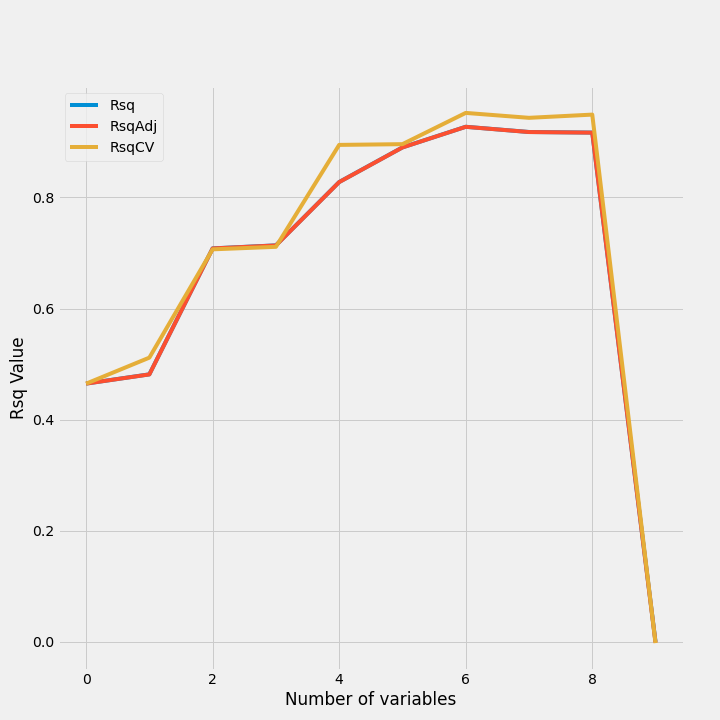 Rsq
RsqAdj
RsqCV
0.8
0.6
0.4
0.2
0.0
Rsq Value
0 2 4 6 8
Number of variables